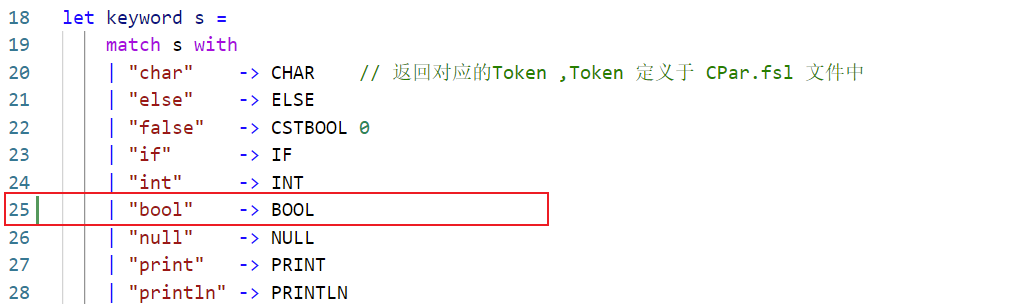 18 let keyword s =
19 match s with
20 | "char" -> CHAR // 返回对应的Token ,Token 定义于 CPar.fsl 文件中
21 | "else" -> ELSE
22 | "false" -> CSTBOOL 0
23 | "if" -> IF
24 | "int" -> INT
25 | "bool" -> BOOL
26 | "null" -> NULL
27 | "print" -> PRINT
28 | "println" -> PRINTLN